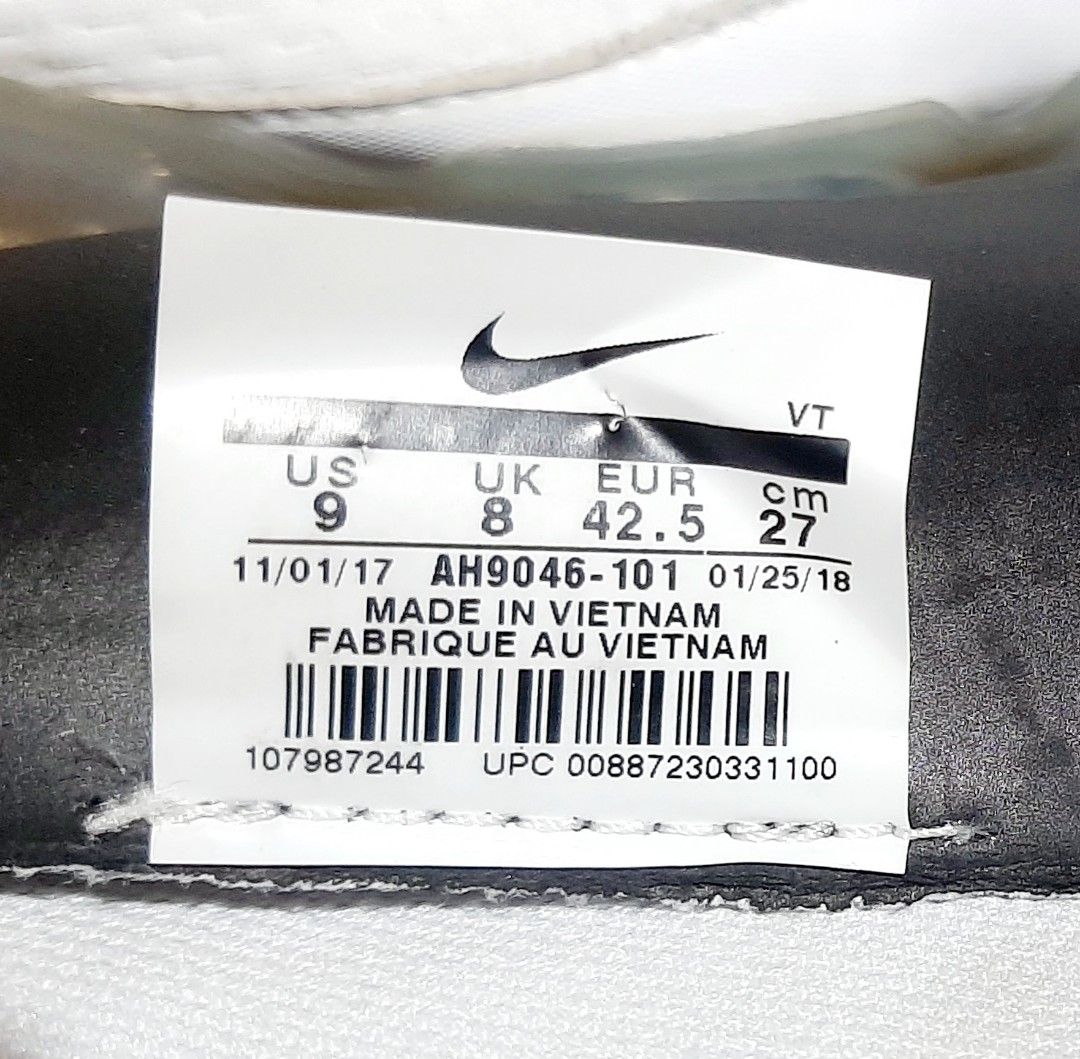 VT
US UK EUR cm
9 8 42.5 27
11/01/17 AH9046-101 01/25/18
MADE IN VIETNAM
FABRIQUE AU VIETNAM
107987244 UPC 00887230331100